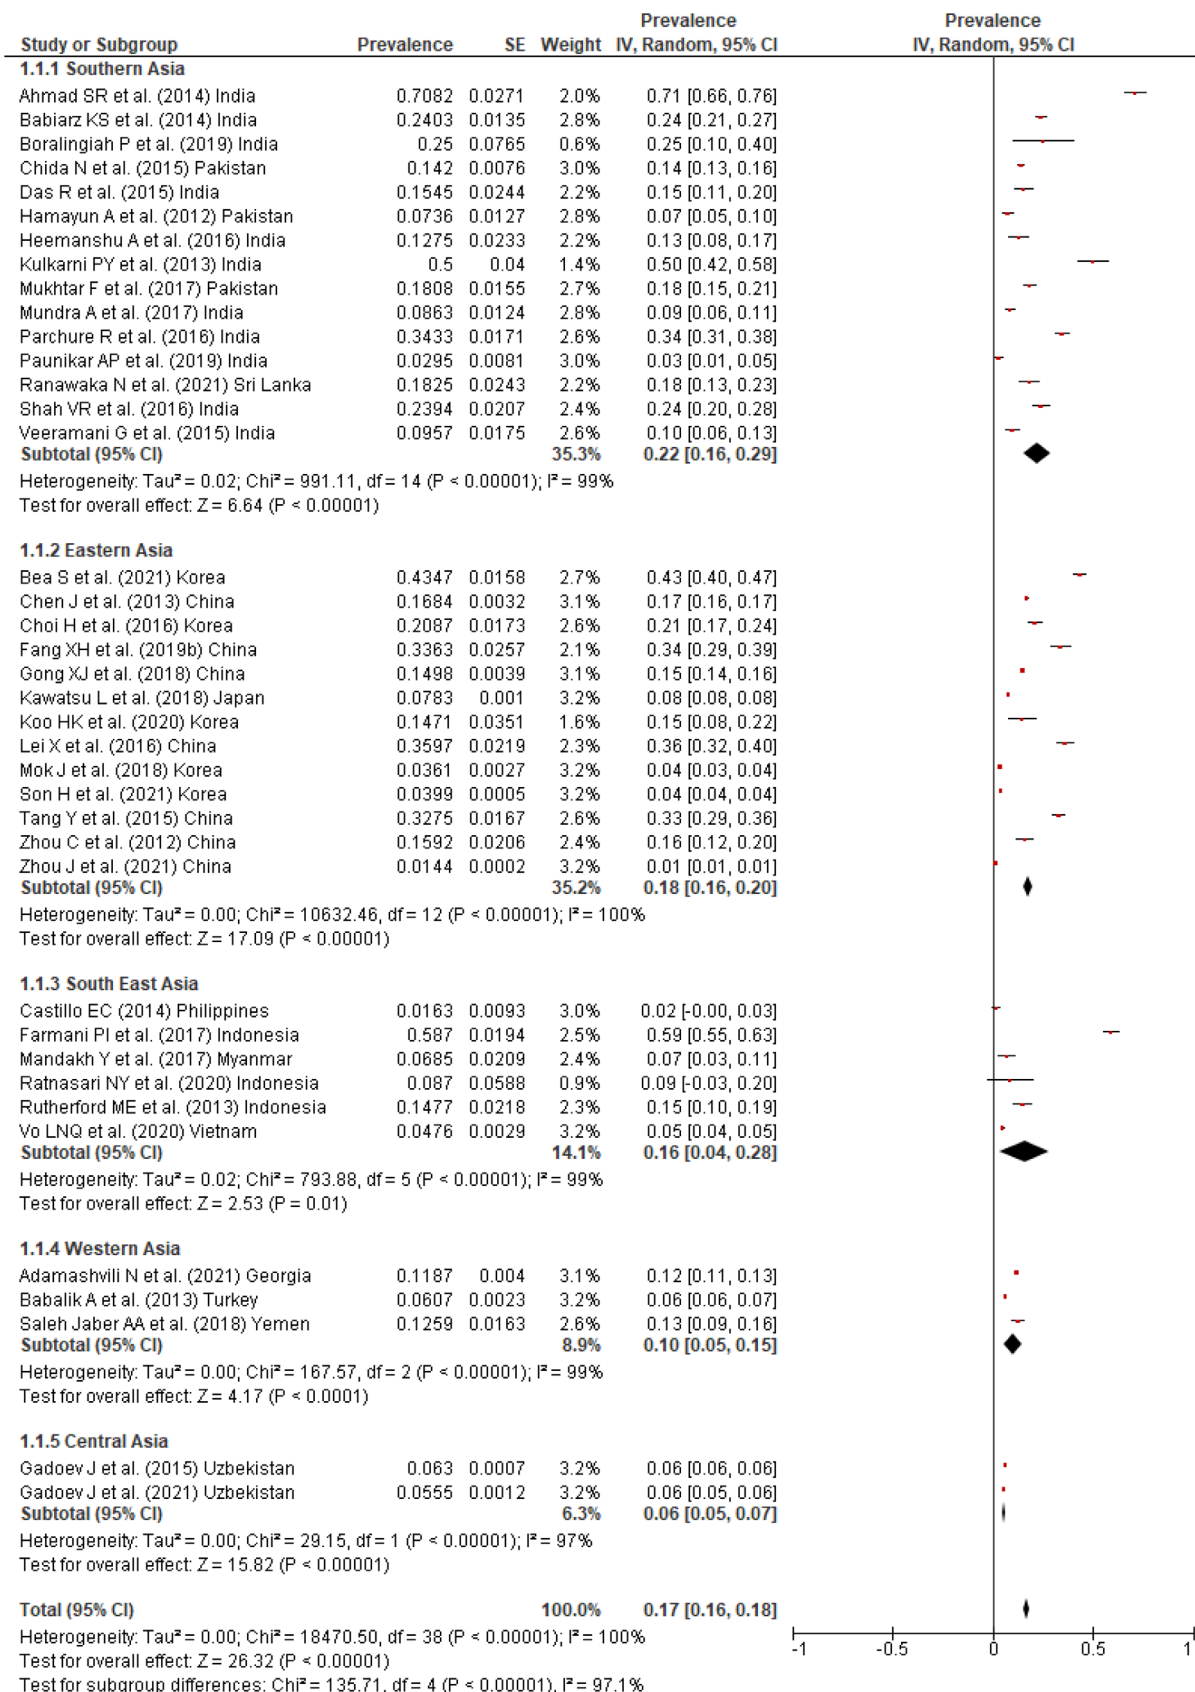 Prevalence Prevalence
Study or Subgroup Prevalence SE Weight IV, Random, 95% CI IV, Random, 95% CI
1.1.1 Southern Asia
Ahmad SR et al. (2014) India 0.7082 0.0271 2.0% 0.71 [0.66, 0.76]
Babiarz KS et al. (2014) India 0.2403 0.0135 2.8% 0.24 [0.21, 0.27]
Boralingiah P et al. (2019) India 0.25 0.0765 0.6% 0.25 [0.10, 0.40]
Chida N et al. (2015) Pakistan 0.142 0.0076 3.0% 0.14 [0.13, 0.16]
Das R et al. (2015) India 0.1545 0.0244 2.2% 0.15 [0.11, 0.20]
Hamayun A et al. (2012) Pakistan 0.0736 0.0127 2.8% 0.07 [0.05, 0.10]
Heemanshu A et al. (2016) India 0.1275 0.0233 2.2% 0.13 [0.08, 0.17]
Kulkarni PY et al. (2013) India 0.5 0.04 1.4% 0.50 [0.42, 0.58]
Mukhtar F et al. (2017) Pakistan 0.1808 0.0155 2.7% 0.18 [0.15, 0.21]
Mundra A et al. (2017) India 0.0863 0.0124 2.8% 0.09 [0.06, 0.11]
Parchure R et al. (2016) India 0.3433 0.0171 2.6% 0.34 [0.31, 0.38]
Paunikar AP et al. (2019) India 0.0295 0.0081 3.0% 0.03 [0.01, 0.05]
Ranawaka N et al. (2021) Sri Lanka 0.1825 0.0243 2.2% 0.18 [0.13, 0.23]
Shah VR et al. (2016) India 0.2394 0.0207 2.4% 0.24 [0.20, 0.28]
Veeramani G et al. (2015) India 0.0957 0.0175 2.6% 0.10 [0.06, 0.13]
Subtotal (95% CI) 35.3% 0.22 [0.16, 0.29]
Heterogeneity: Tau² = 0.02; Chi² = 991.11, df = 14 (P < 0.00001); I² = 99%
Test for overall effect: Z = 6.64 (P < 0.00001)
1.1.2 Eastern Asia
Bea S et al. (2021) Korea 0.4347 0.0158 2.7% 0.43 [0.40, 0.47]
Chen J et al. (2013) China 0.1684 0.0032 3.1% 0.17 [0.16, 0.17]
Choi H et al. (2016) Korea 0.2087 0.0173 2.6% 0.21 [0.17, 0.24]
Fang XH et al. (2019b) China 0.3363 0.0257 2.1% 0.34 [0.29, 0.39]
Gong XJ et al. (2018) China 0.1498 0.0039 3.1% 0.15 [0.14, 0.16]
Kawatsu L et al. (2018) Japan 0.0783 0.001 3.2% 0.08 [0.08, 0.08]
Koo HK et al. (2020) Korea 0.1471 0.0351 1.6% 0.15 [0.08, 0.22]
Lei X et al. (2016) China 0.3597 0.0219 2.3% 0.36 [0.32, 0.40]
Mok J et al. (2018) Korea 0.0361 0.0027 3.2% 0.04 [0.03, 0.04]
Son H et al. (2021) Korea 0.0399 0.0005 3.2% 0.04 [0.04, 0.04]
Tang Y et al. (2015) China 0.3275 0.0167 2.6% 0.33 [0.29, 0.36]
Zhou C et al. (2012) China 0.1592 0.0206 2.4% 0.16 [0.12, 0.20]
Zhou J et al. (2021) China 0.0144 0.0002 3.2% 0.01 [0.01, 0.01]
Subtotal (95% CI) 35.2% 0.18 [0.16, 0.20]
Heterogeneity: Tau² = 0.00; Chi² = 10632.46, df = 12 (P < 0.00001); I² = 100%
Test for overall effect: Z = 17.09 (P < 0.00001)
1.1.3 South East Asia
Castillo EC (2014) Philippines 0.0163 0.0093 3.0% 0.02 [-0.00, 0.03]
Farmani PI et al. (2017) Indonesia 0.587 0.0194 2.5% 0.59 [0.55, 0.63]
Mandakh Y et al. (2017) Myanmar 0.0685 0.0209 2.4% 0.07 [0.03, 0.11]
Ratnasari NY et al. (2020) Indonesia 0.087 0.0588 0.9% 0.09 [-0.03, 0.20]
Rutherford ME et al. (2013) Indonesia 0.1477 0.0218 2.3% 0.15 [0.10, 0.19]
Vo LNQ et al. (2020) Vietnam 0.0476 0.0029 3.2% 0.05 [0.04, 0.05]
Subtotal (95% CI) 14.1% 0.16 [0.04, 0.28]
Heterogeneity: Tau² = 0.02; Chi² = 793.88, df = 5 (P < 0.00001); I² = 99%
Test for overall effect: Z = 2.53 (P = 0.01)
1.1.4 Western Asia
Adamashvili N et al. (2021) Georgia 0.1187 0.004 3.1% 0.12 [0.11, 0.13]
Babalik A et al. (2013) Turkey 0.0607 0.0023 3.2% 0.06 [0.06, 0.07]
Saleh Jaber AA et al. (2018) Yemen 0.1259 0.0163 2.6% 0.13 [0.09, 0.16]
Subtotal (95% CI) 8.9% 0.10 [0.05, 0.15]
Heterogeneity: Tau² = 0.00; Chi² = 167.57, df = 2 (P < 0.00001); I² = 99%
Test for overall effect: Z = 4.17 (P < 0.0001)
1.1.5 Central Asia
Gadoev J et al. (2015) Uzbekistan 0.063 0.0007 3.2% 0.06 [0.06, 0.06]
Gadoev J et al. (2021) Uzbekistan 0.0555 0.0012 3.2% 0.06 [0.05, 0.06]
Subtotal (95% CI) 6.3% 0.06 [0.05, 0.07]
Heterogeneity: Tau² = 0.00; Chi² = 29.15, df = 1 (P < 0.00001); I² = 97%
Test for overall effect: Z = 15.82 (P < 0.00001)
Total (95% CI) 100.0% 0.17 [0.16, 0.18]
Heterogeneity: Tau² = 0.00; Chi² = 18470.50, df = 38 (P < 0.00001); I² = 100%
Test for overall effect: Z = 26.32 (P < 0.00001)
Test for subgroup differences: Chi² = 135.71, df = 4 (P < 0.00001), I² = 97.1%
-1 -0.5 0 0.5 1